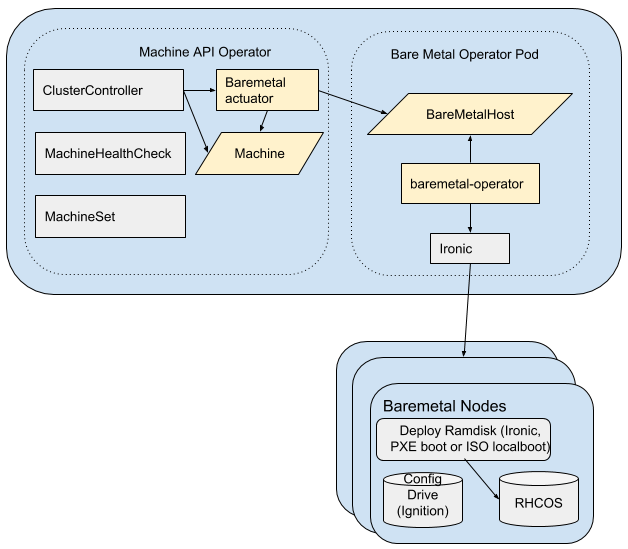 Machine API Operator
ClusterController
Baremetal
actuator
MachineHealthCheck
Machine
MachineSet
Bare Metal Operator Pod
BareMetalHost
baremetal-operator
Ironic
Baremetal Nodes
Deploy Ramdisk (Ironic,
PXE boot or ISO localboot)
Config
Drive
(Ignition)
RHCOS